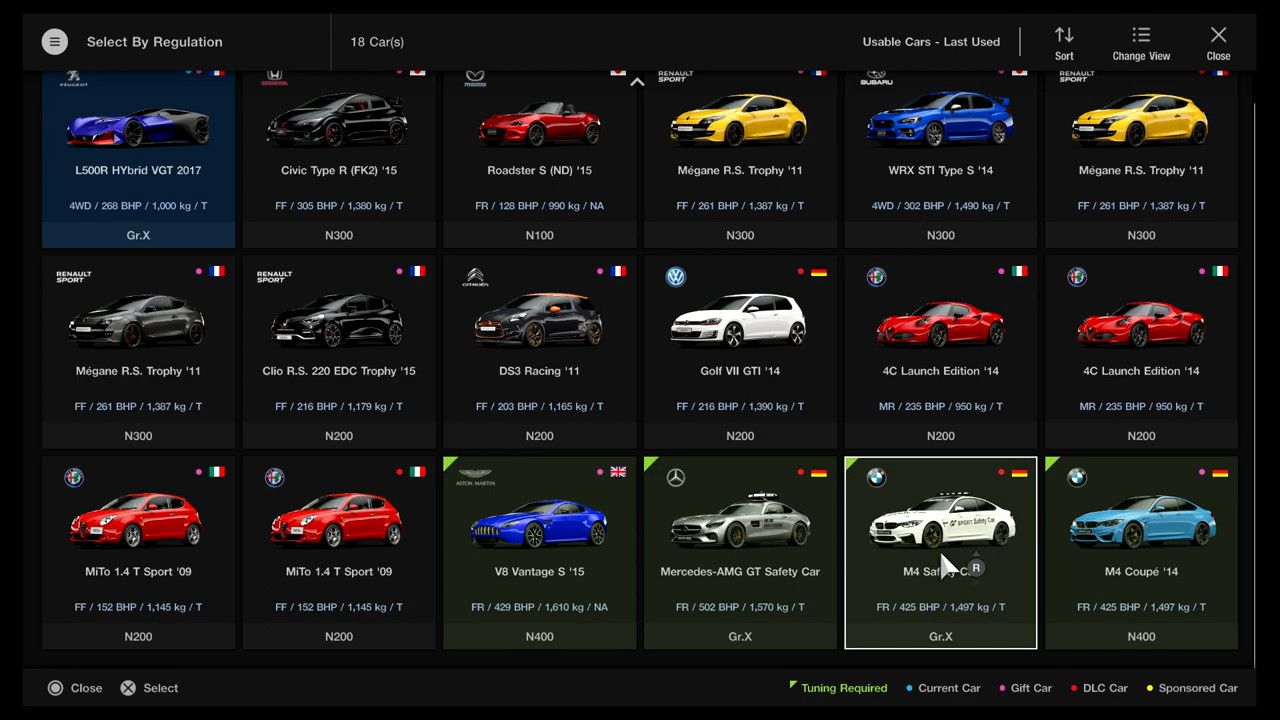 Select By Regulation
18 Car(s)
Usable Cars - Last Used
Sort
Change View
Close
PEUGEOT
HONDA
mazda
RENAULT SPORT
SUBARU
RENAULT SPORT
L500R HYbrid VGT 2017
Civic Type R (FK2) '15
Roadster S (ND) '15
Mégane R.S. Trophy '11
WRX STI Type S '14
Mégane R.S. Trophy '11
4WD / 268 BHP / 1,000 kg / T
FF / 305 BHP / 1,380 kg / T
FR / 128 BHP / 990 kg / NA
FF / 261 BHP / 1,387 kg / T
4WD / 302 BHP / 1,490 kg / T
FF / 261 BHP / 1,387 kg / T
Gr.X
N300
N100
N300
N300
N300
RENAULT SPORT
RENAULT SPORT
CITROËN
Mégane R.S. Trophy '11
Clio R.S. 220 EDC Trophy '15
DS3 Racing '11
Golf VII GTI '14
4C Launch Edition '14
4C Launch Edition '14
FF / 261 BHP / 1,387 kg / T
FF / 216 BHP / 1,179 kg / T
FF / 203 BHP / 1,165 kg / T
FF / 216 BHP / 1,390 kg / T
MR / 235 BHP / 950 kg / T
MR / 235 BHP / 950 kg / T
N300
N200
N200
N200
N200
N200
ASTON MARTIN
SPORT Safety Car
R
MiTo 1.4 T Sport '09
MiTo 1.4 T Sport '09
V8 Vantage S '15
Mercedes-AMG GT Safety Car
M4 Safety Car
M4 Coupé '14
FF / 152 BHP / 1,145 kg / T
FF / 152 BHP / 1,145 kg / T
FR / 429 BHP / 1,610 kg / NA
FR / 502 BHP / 1,570 kg / T
FR / 425 BHP / 1,497 kg / T
FR / 425 BHP / 1,497 kg / T
N200
N200
N400
Gr.X
Gr.X
N400
Close
Select
Tuning Required
Current Car
Gift Car
DLC Car
Sponsored Car